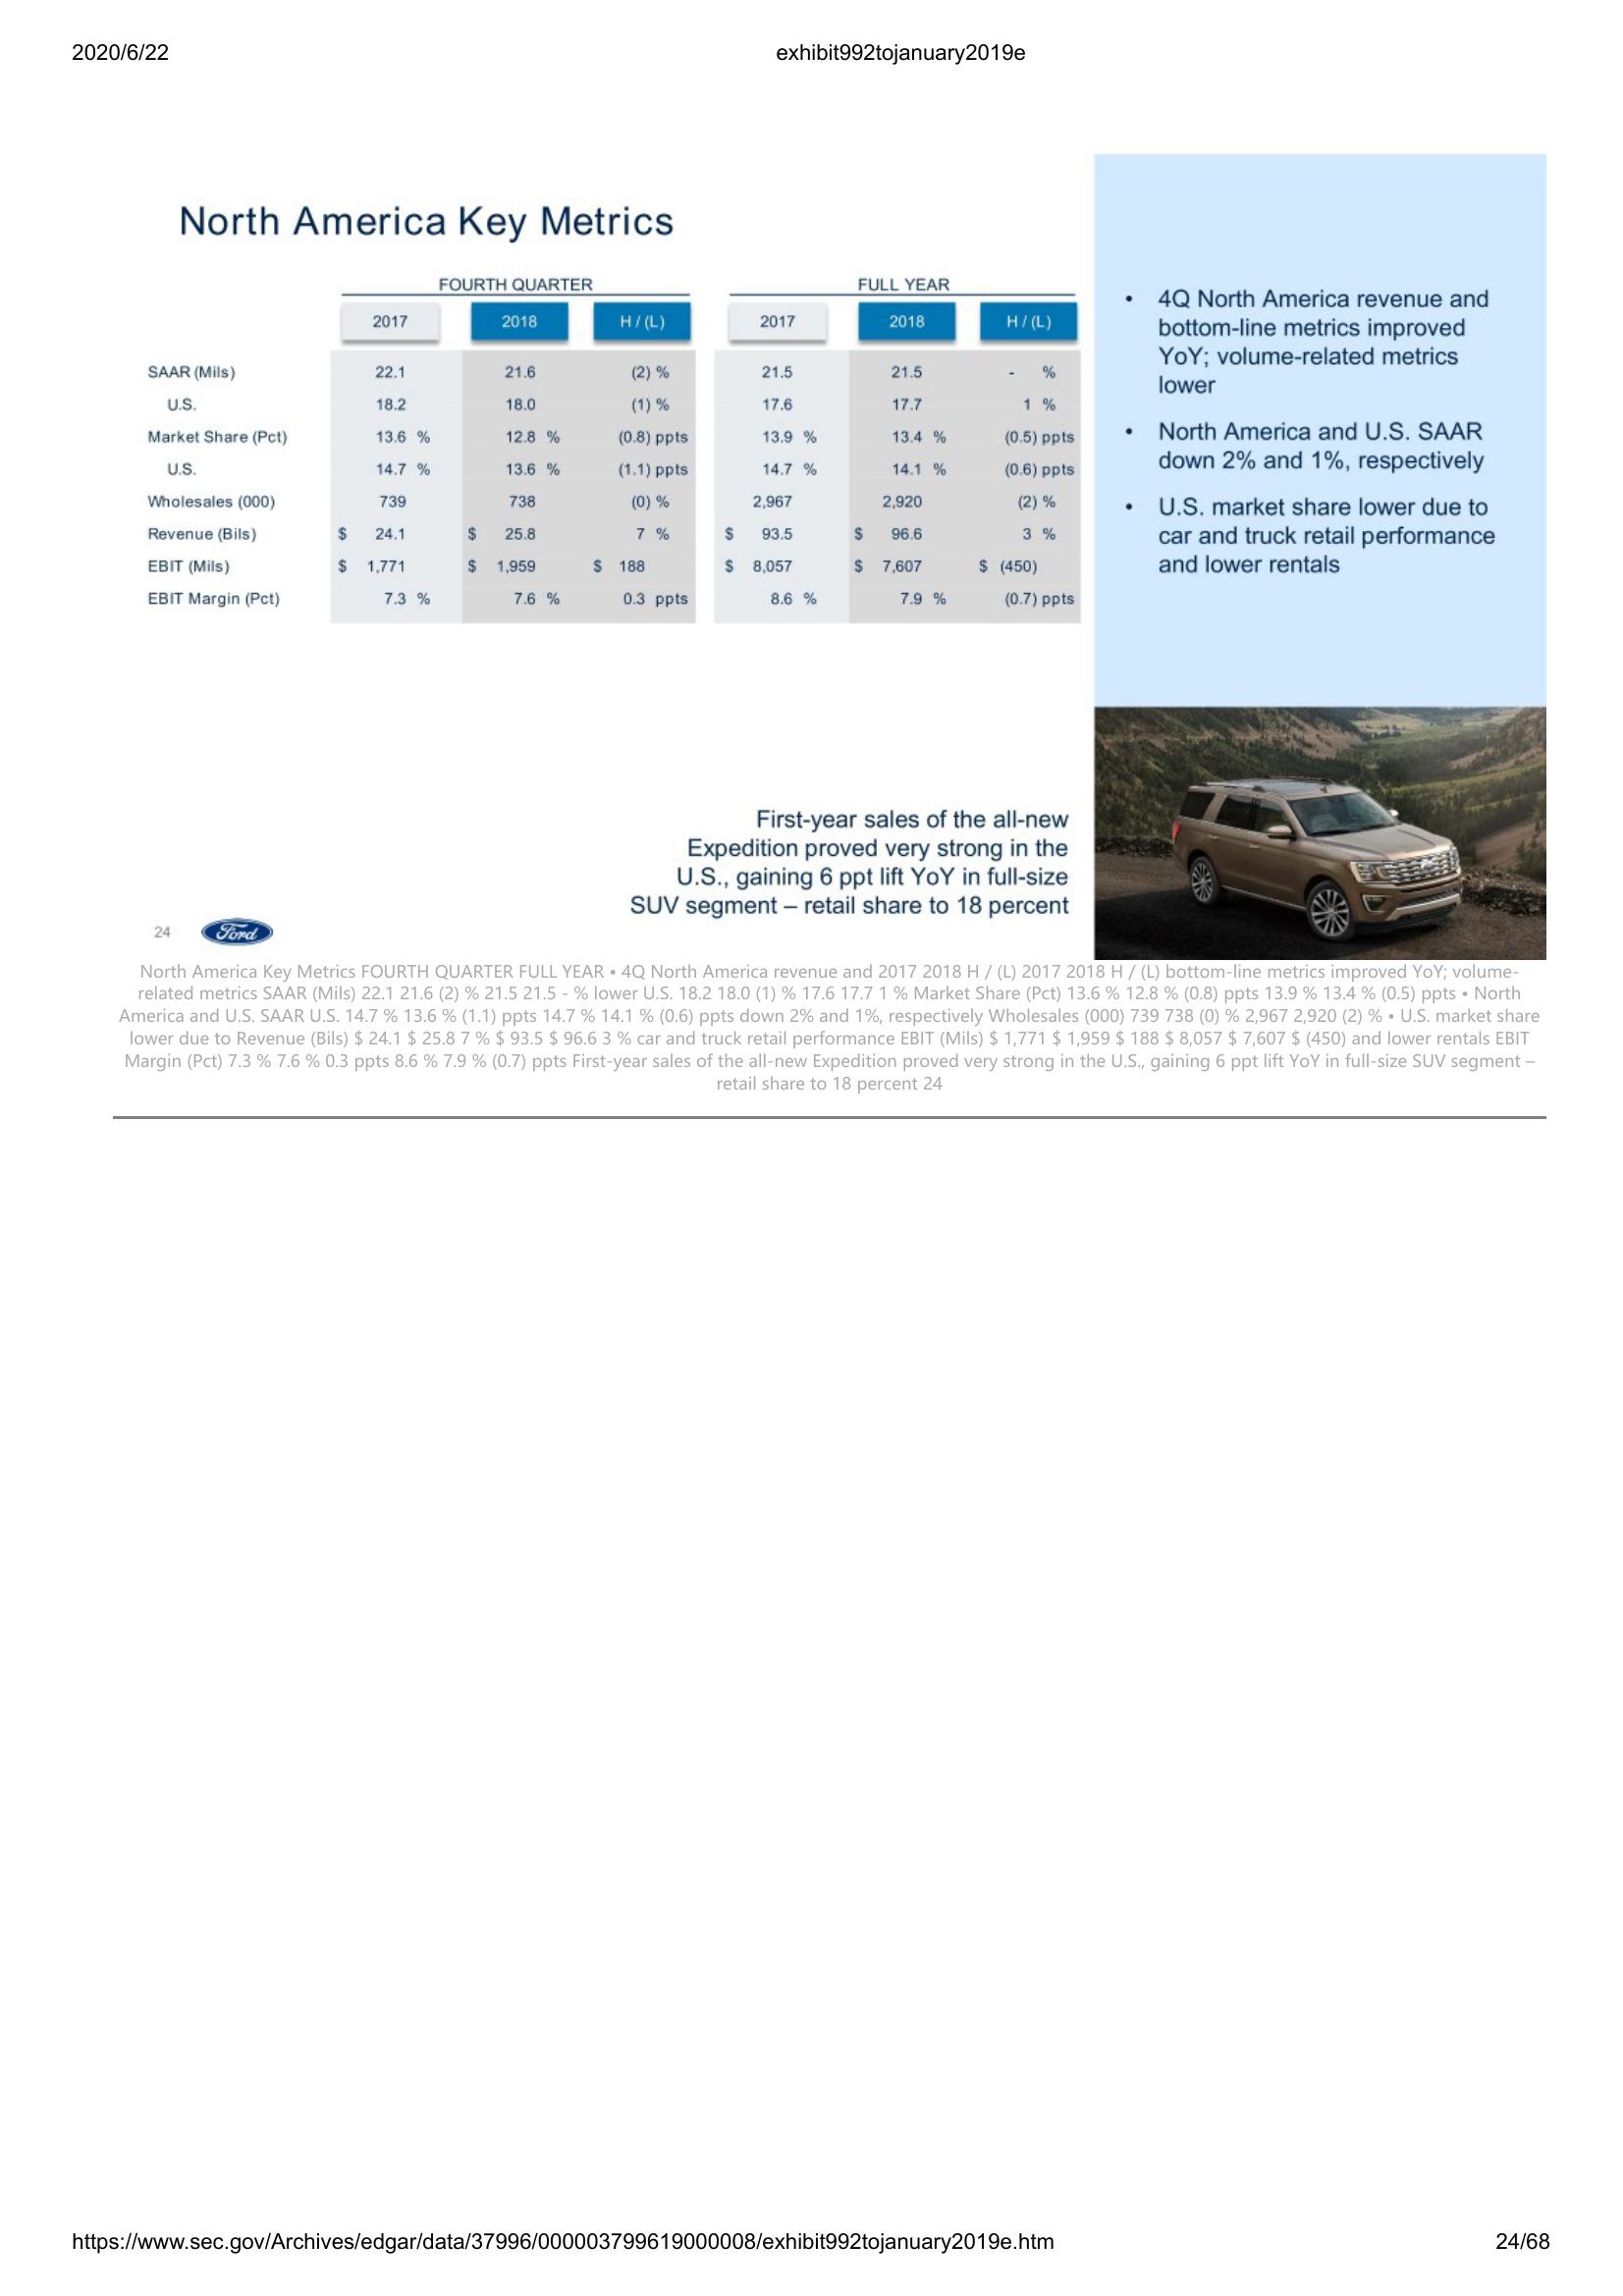 2020/6/22 exhibit992tojanuary2019e
North America Key Metrics
FOURTH QUARTER FULL YEAR
2017 2018 H / (L) 2017 2018 H / (L)
SAAR (Mils) 22.1 21.6 (2) % 21.5 21.5 - %
U.S. 18.2 18.0 (1) % 17.6 17.7 1 %
Market Share (Pct) 13.6 % 12.8 % (0.8) ppts 13.9 % 13.4 % (0.5) ppts
U.S. 14.7 % 13.6 % (1.1) ppts 14.7 % 14.1 % (0.6) ppts
Wholesales (000) 739 738 (0) % 2,967 2,920 (2) %
Revenue (Bils) $ 24.1 $ 25.8 7 % $ 93.5 $ 96.6 3 %
EBIT (Mils) $ 1,771 $ 1,959 $ 188 $ 8,057 $ 7,607 $ (450)
EBIT Margin (Pct) 7.3 % 7.6 % 0.3 ppts 8.6 % 7.9 % (0.7) ppts
• 4Q North America revenue and
bottom-line metrics improved
YoY; volume-related metrics
lower
• North America and U.S. SAAR
down 2% and 1%, respectively
• U.S. market share lower due to
car and truck retail performance
and lower rentals
First-year sales of the all-new
Expedition proved very strong in the
U.S., gaining 6 ppt lift YoY in full-size
SUV segment – retail share to 18 percent
24 Ford
North America Key Metrics FOURTH QUARTER FULL YEAR • 4Q North America revenue and 2017 2018 H / (L) 2017 2018 H / (L) bottom-line metrics improved YoY; volume-
related metrics SAAR (Mils) 22.1 21.6 (2) % 21.5 21.5 - % lower U.S. 18.2 18.0 (1) % 17.6 17.7 1 % Market Share (Pct) 13.6 % 12.8 % (0.8) ppts 13.9 % 13.4 % (0.5) ppts • North
America and U.S. SAAR U.S. 14.7 % 13.6 % (1.1) ppts 14.7 % 14.1 % (0.6) ppts down 2% and 1%, respectively Wholesales (000) 739 738 (0) % 2,967 2,920 (2) % • U.S. market share
lower due to Revenue (Bils) $ 24.1 $ 25.8 7 % $ 93.5 $ 96.6 3 % car and truck retail performance EBIT (Mils) $ 1,771 $ 1,959 $ 188 $ 8,057 $ 7,607 $ (450) and lower rentals EBIT
Margin (Pct) 7.3 % 7.6 % 0.3 ppts 8.6 % 7.9 % (0.7) ppts First-year sales of the all-new Expedition proved very strong in the U.S., gaining 6 ppt lift YoY in full-size SUV segment –
retail share to 18 percent 24
https://www.sec.gov/Archives/edgar/data/37996/000003799619000008/exhibit992tojanuary2019e.htm 24/68